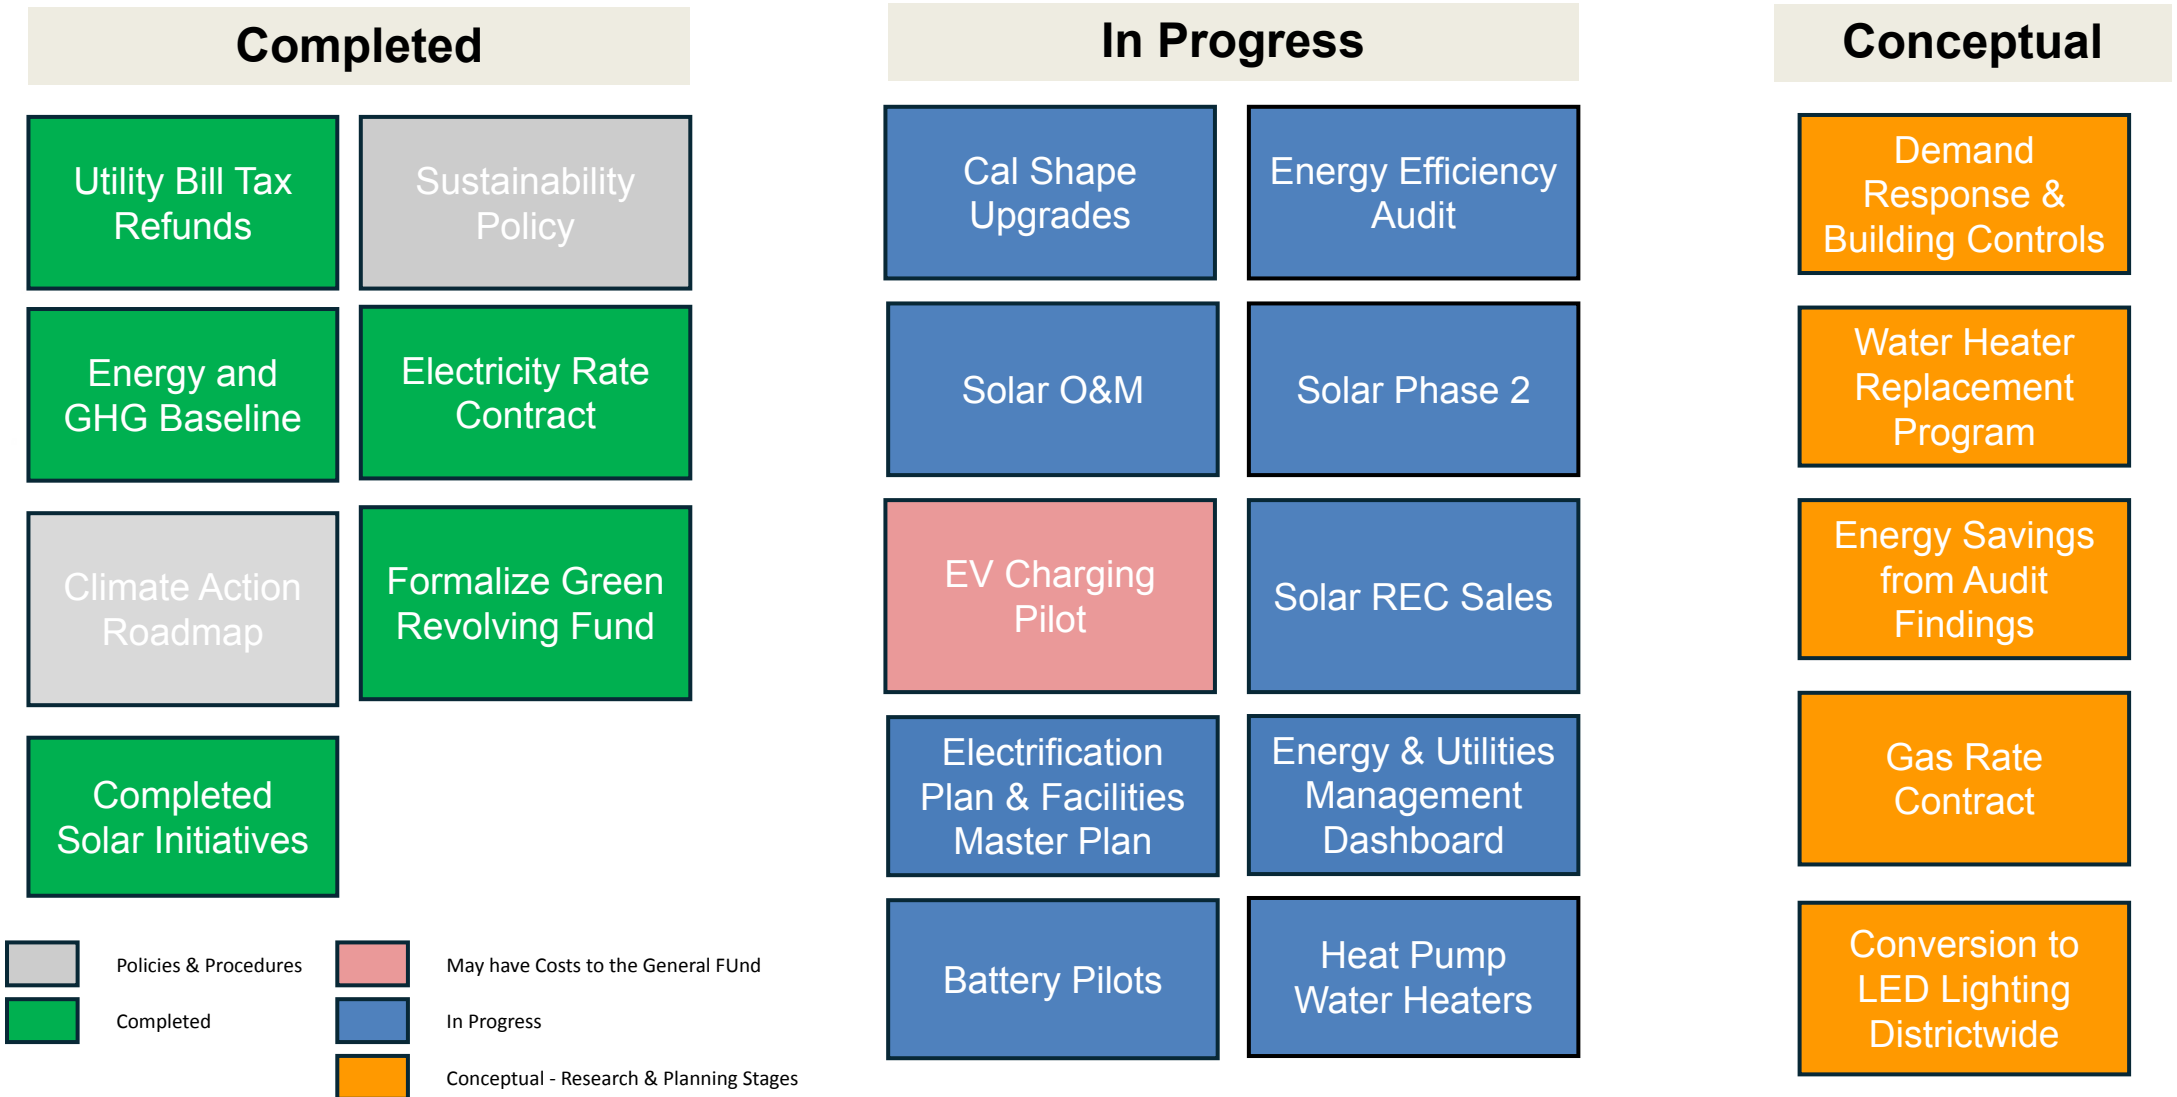 Completed
In Progress
Conceptual
Utility Bill Tax
Refunds
Sustainability
Policy
Energy and
GHG Baseline
Electricity Rate
Contract
Climate Action
Roadmap
Formalize Green
Revolving Fund
Completed
Solar Initiatives
Cal Shape
Upgrades
Energy Efficiency
Audit
Solar O&M
Solar Phase 2
EV Charging
Pilot
Solar REC Sales
Electrification
Plan & Facilities
Master Plan
Energy & Utilities
Management
Dashboard
Battery Pilots
Heat Pump
Water Heaters
Demand
Response &
Building Controls
Water Heater
Replacement
Program
Energy Savings
from Audit
Findings
Gas Rate
Contract
Conversion to
LED Lighting
Districtwide
Policies & Procedures
May have Costs to the General FUnd
Completed
In Progress
Conceptual - Research & Planning Stages